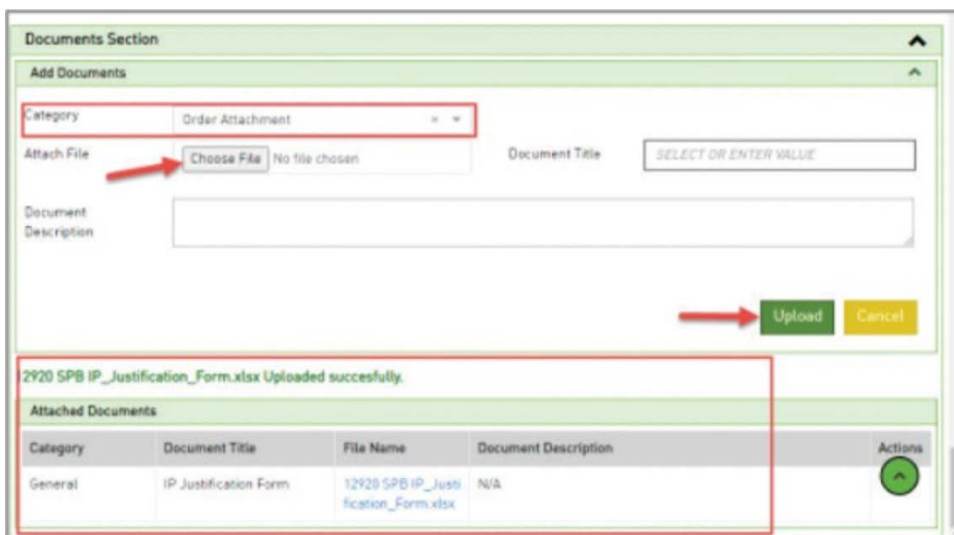 Documents Section
Add Documents
Category Order Attachment
Attach File Choose File No file chosen Document Title SELECT OR ENTER VALUE
Document
Description
Upload Cancel
12920 SPB IP_Justification_Form.xlsx Uploaded succesfully.
Attached Documents
Category Document Title File Name Document Description Actions
General IP Justification Form 12920 SPB IP_Justi N/A
fication_Form.xlsx